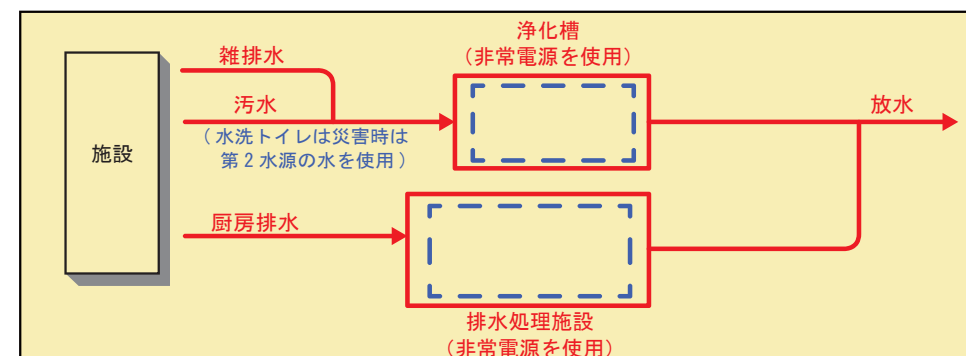 浄化槽
（非常電源を使用）
雑排水
汚水
放水
（水洗トイレは災害時は
第２水源の水を使用）
施設
厨房排水
排水処理施設
（非常電源を使用）